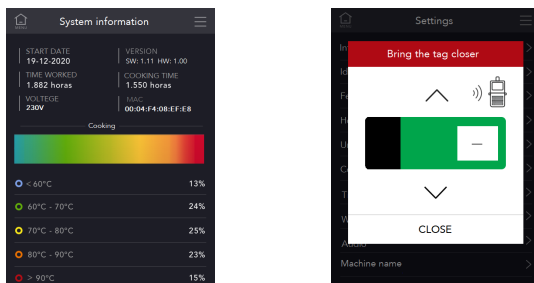 MENU
System information
START DATE
19-12-2020
VERSION
SW: 1.11 HW: 1.00
TIME WORKED
1.882 horas
COOKING TIME
1.550 horas
VOLTEGE
230V
MAC
00:04:F4:08:EF:E8
Cooking
< 60°C 13%
60°C - 70°C 24%
70°C - 80°C 25%
80°C - 90°C 23%
> 90°C 15%
Settings
Bring the tag closer
CLOSE
Audio
Machine name